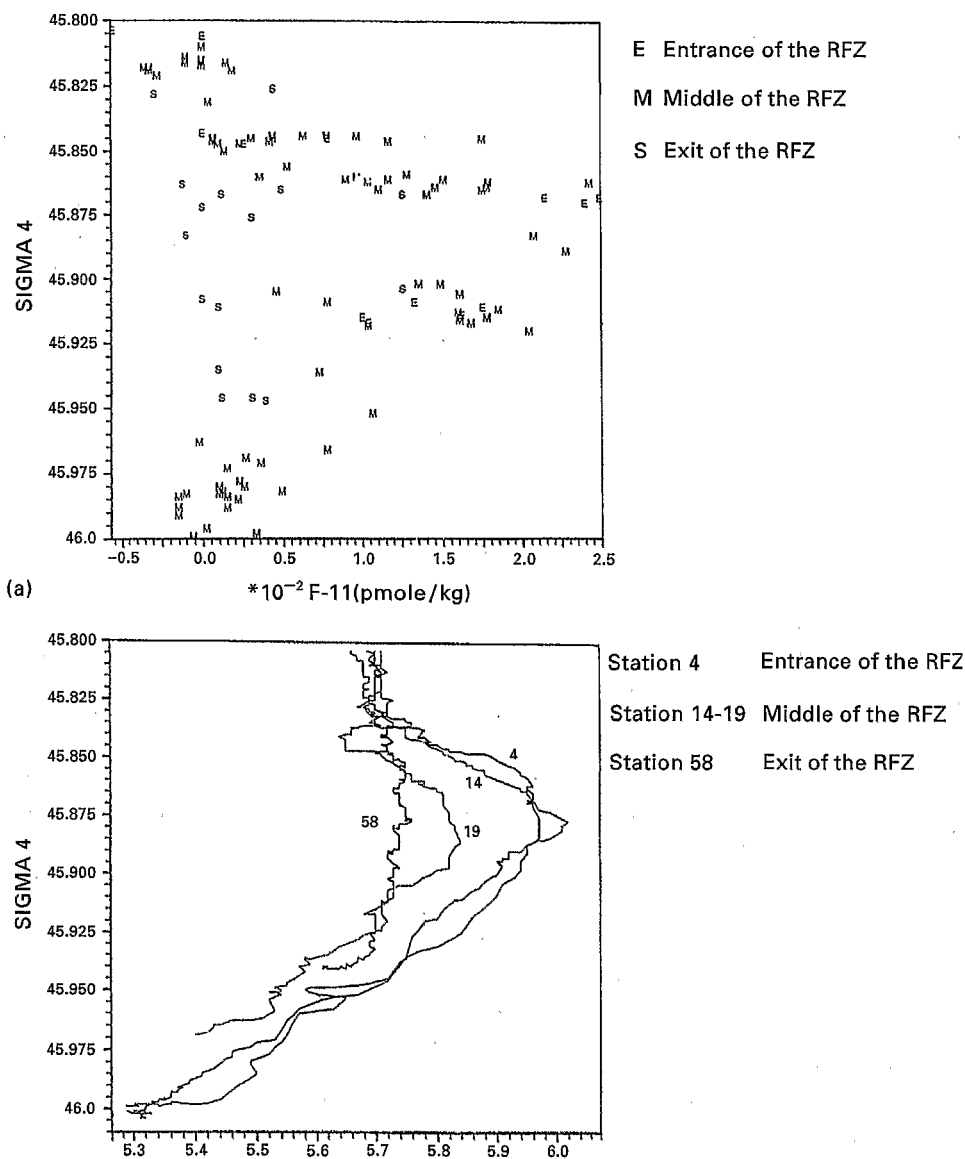 45.800
45.825
45.850
45.875
45.900
45.925
45.950
45.975
46.0
SIGMA 4
-0.5 0.0 0.5 1.0 1.5 2.0 2.5
*10⁻² F-11(pmole/kg)
(a)
E Entrance of the RFZ
M Middle of the RFZ
S Exit of the RFZ
45.800
45.825
45.850
45.875
45.900
45.925
45.950
45.975
46.0
SIGMA 4
4
14
58
19
5.3 5.4 5.5 5.6 5.7 5.8 5.9 6.0
Station 4 Entrance of the RFZ
Station 14-19 Middle of the RFZ
Station 58 Exit of the RFZ